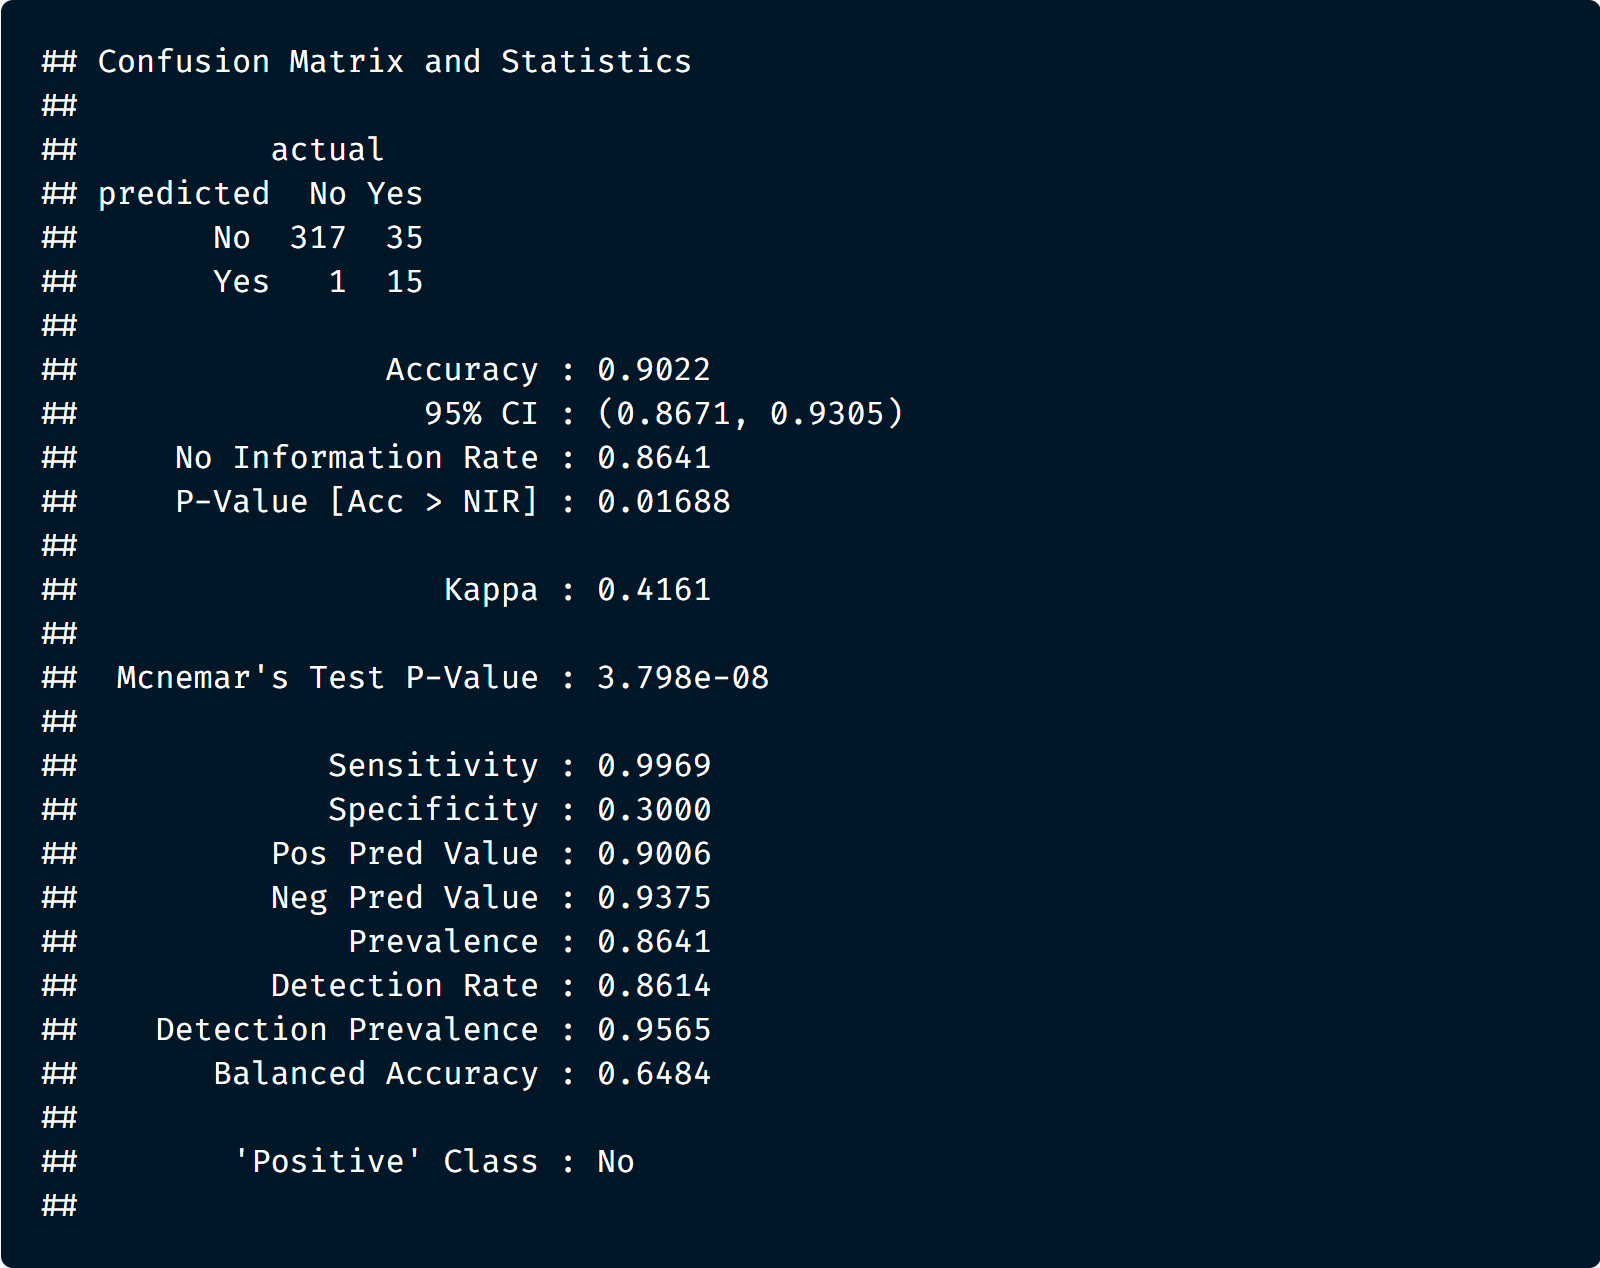 ## Confusion Matrix and Statistics
##
##           actual
## predicted  No Yes
##       No  317  35
##       Yes   1  15
##
##                Accuracy : 0.9022
##                  95% CI : (0.8671, 0.9305)
##     No Information Rate : 0.8641
##     P-Value [Acc > NIR] : 0.01688
##
##                   Kappa : 0.4161
##
##  Mcnemar's Test P-Value : 3.798e-08
##
##             Sensitivity : 0.9969
##             Specificity : 0.3000
##          Pos Pred Value : 0.9006
##          Neg Pred Value : 0.9375
##              Prevalence : 0.8641
##          Detection Rate : 0.8614
##    Detection Prevalence : 0.9565
##       Balanced Accuracy : 0.6484
##
##        'Positive' Class : No
##